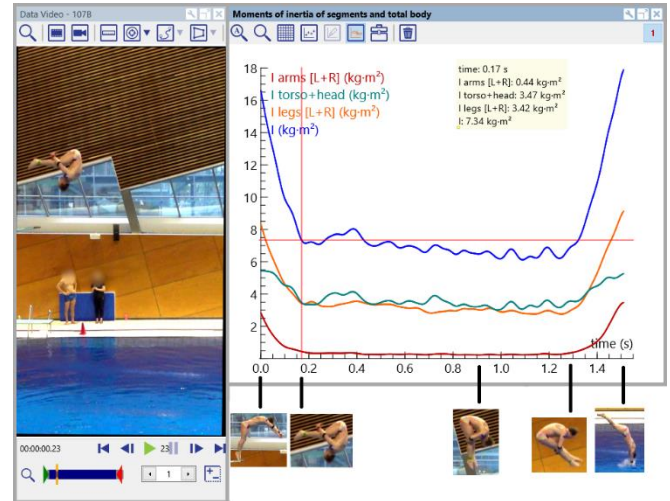 Data Video - 107B
00:00:00.23
23
1
Moments of inertia of segments and total body
1
18
16
14
12
10
8
6
4
2
I arms [L+R] (kg·m²)
I torso+head (kg·m²)
I legs [L+R] (kg·m²)
I (kg·m²)
time: 0.17 s
I arms [L+R]: 0.44 kg·m²
I torso+head: 3.47 kg·m²
I legs [L+R]: 3.42 kg·m²
I: 7.34 kg·m²
time (s)
0.0 0.2 0.4 0.6 0.8 1.0 1.2 1.4